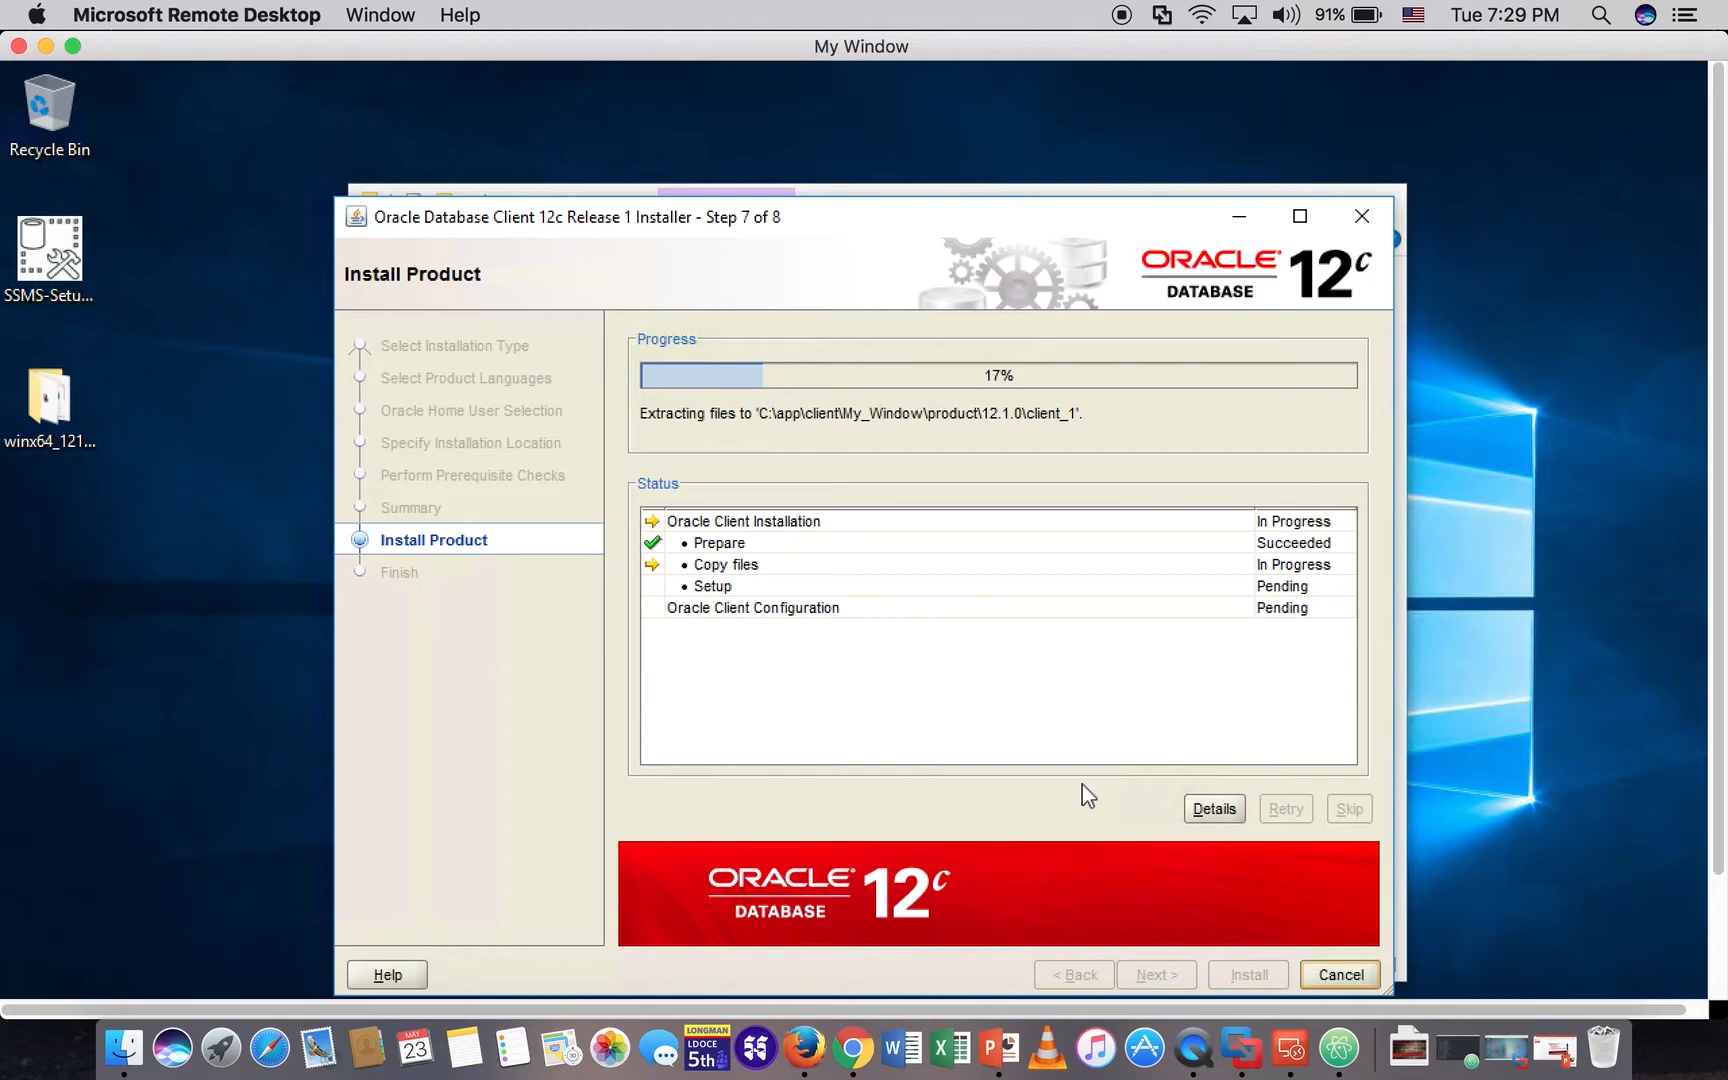 Microsoft Remote Desktop Window Help 91% Tue 7:29 PM
My Window
Recycle Bin
SSMS-Setu...
winx64_121...
Oracle Database Client 12c Release 1 Installer - Step 7 of 8
Install Product
ORACLE
DATABASE
12c
Select Installation Type
Select Product Languages
Oracle Home User Selection
Specify Installation Location
Perform Prerequisite Checks
Summary
Install Product
Finish
Progress
17%
Extracting files to 'C:\app\client\My_Window\product\12.1.0\client_1'.
Status
Oracle Client Installation In Progress
• Prepare Succeeded
• Copy files In Progress
• Setup Pending
Oracle Client Configuration Pending
Details Retry Skip
ORACLE
DATABASE
12c
Help < Back Next > Install Cancel
MAY
23
LONGMAN
LDOCE
5th